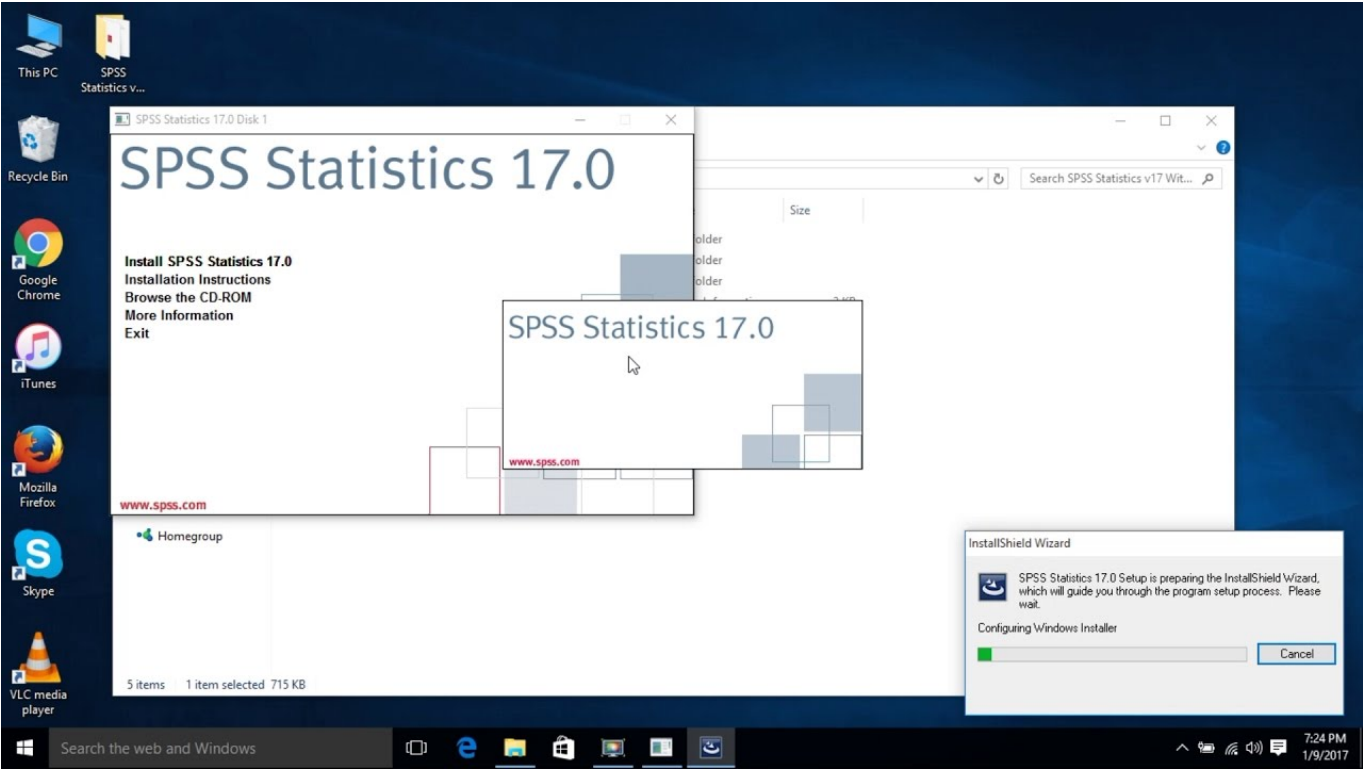 This PC
SPSS
Statistics v...
Recycle Bin
Google
Chrome
iTunes
Mozilla
Firefox
Skype
VLC media
player
SPSS Statistics 17.0 Disk 1
SPSS Statistics 17.0
Install SPSS Statistics 17.0
Installation Instructions
Browse the CD-ROM
More Information
Exit
www.spss.com
Search SPSS Statistics v17 Wit...
Size
older
older
older
SPSS Statistics 17.0
www.spss.com
Homegroup
5 items 1 item selected 715 KB
InstallShield Wizard
SPSS Statistics 17.0 Setup is preparing the InstallShield Wizard,
which will guide you through the program setup process. Please
wait.
Configuring Windows Installer
Cancel
Search the web and Windows
7:24 PM
1/9/2017